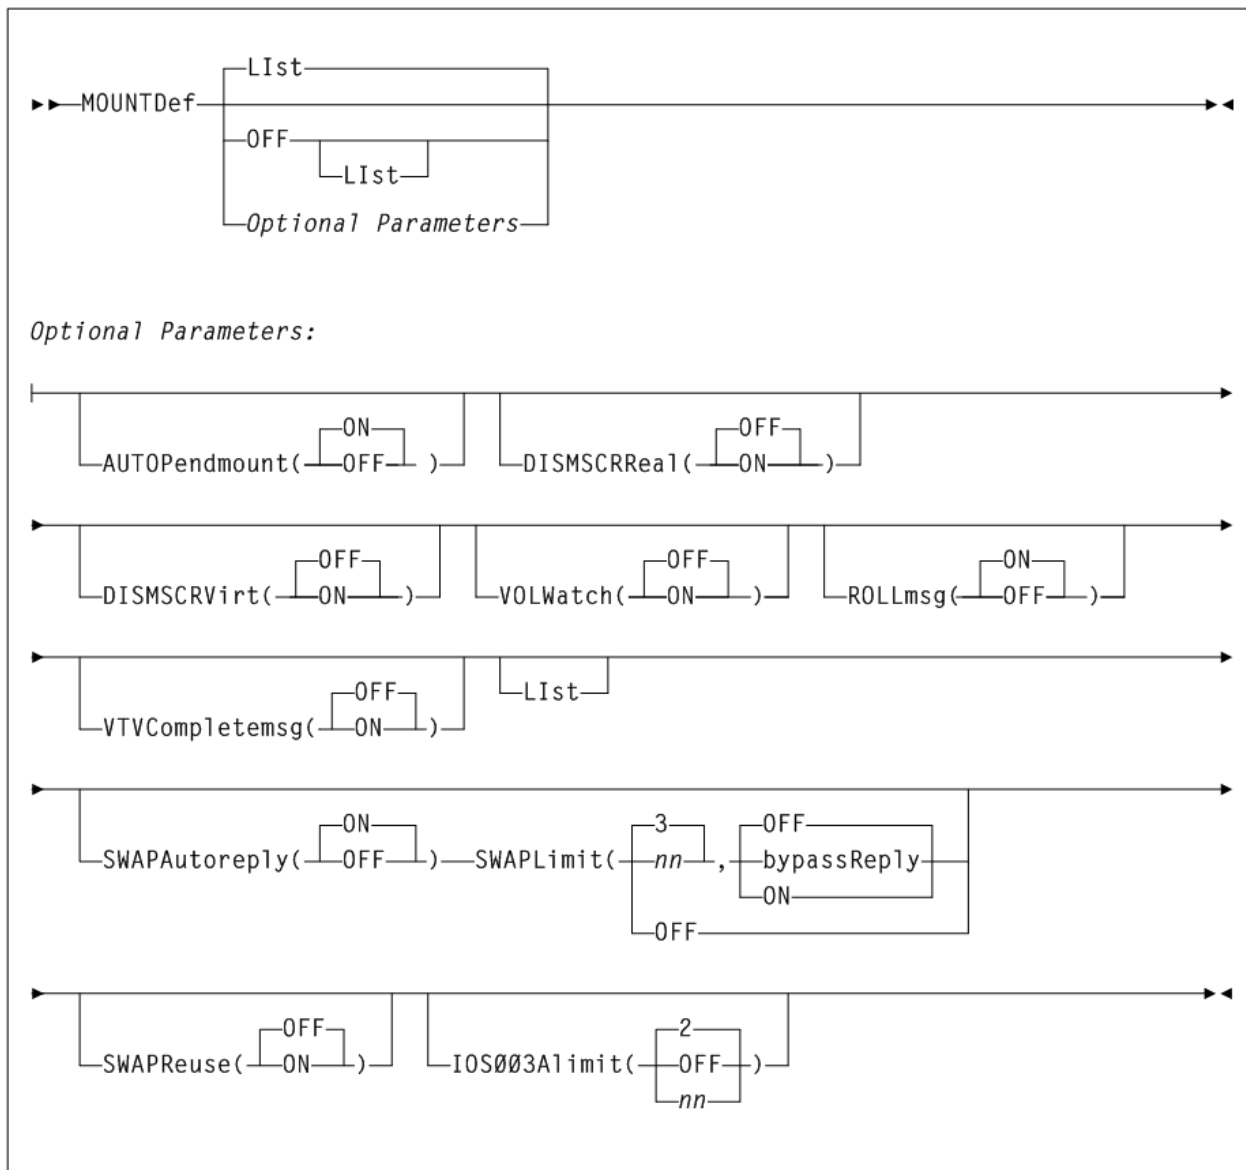 LIst
MOUNTDef
OFF
LIst
Optional Parameters
Optional Parameters:
ON OFF
AUTOPendmount( OFF ) DISMSCRReal( ON )
OFF OFF ON
DISMSCRVirt( ON ) VOLWatch( ON ) ROLLmsg( OFF )
OFF LIst
VTVCompletemsg( ON )
ON 3 OFF
SWAPAutoreply( OFF ) SWAPLimit( nn , bypassReply
ON
OFF
OFF 2
SWAPReuse( ON ) IOSØØ3Alimit( OFF )
nn